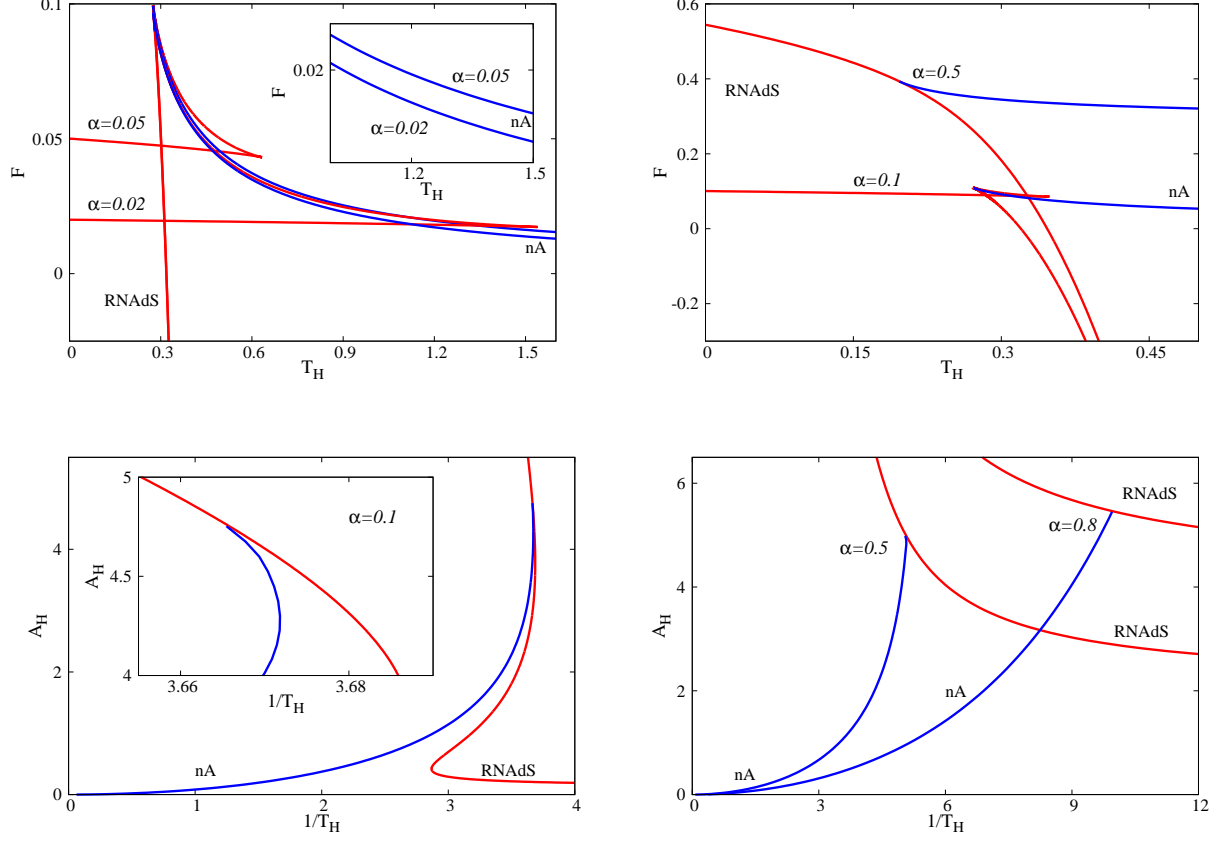 0.1
0.05
0
F
0 0.3 0.6 0.9 1.2 1.5
T_H
α=0.05
α=0.02
RNAdS
nA
0.02
F
1.2 1.5
T_H
α=0.05
nA
α=0.02
0.6
0.4
0.2
0
-0.2
F
0 0.15 0.3 0.45
T_H
RNAdS
α=0.5
α=0.1
nA
4
2
0
A_H
0 1 2 3 4
1/T_H
nA
RNAdS
5
4.5
4
A_H
3.66 3.68
1/T_H
α=0.1
6
4
2
0
A_H
0 3 6 9 12
1/T_H
RNAdS
α=0.8
α=0.5
RNAdS
nA
nA